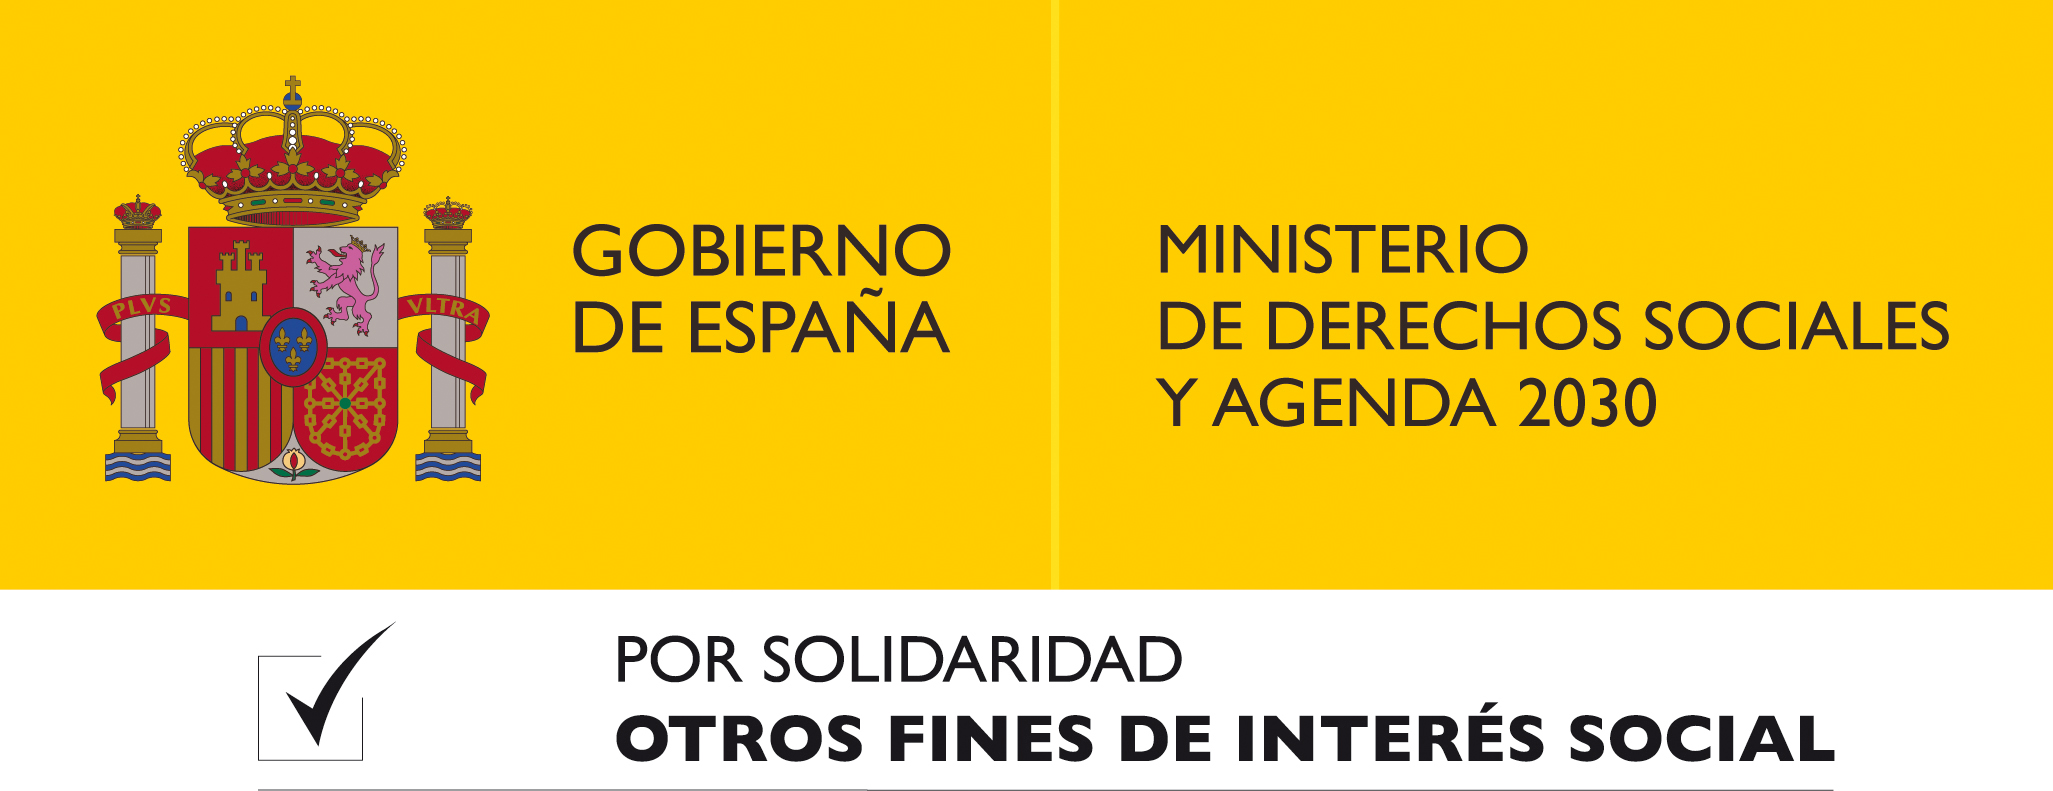 PLVS VLTRA
GOBIERNO
DE ESPAÑA
MINISTERIO
DE DERECHOS SOCIALES
Y AGENDA 2030
POR SOLIDARIDAD
OTROS FINES DE INTERÉS SOCIAL